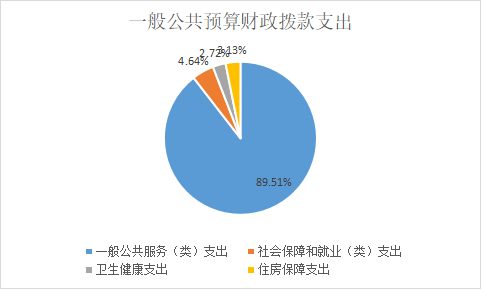 一般公共预算财政拨款支出
4.64%
2.72%
3.13%
89.51%
一般公共服务（类）支出
社会保障和就业（类）支出
卫生健康支出
住房保障支出